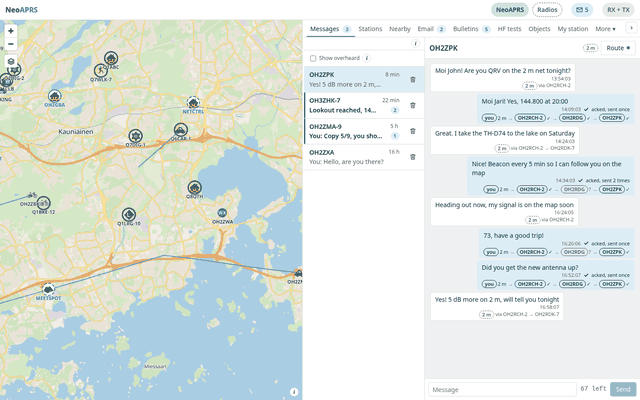 NeoAPRS
NeoAPRS
Radios
5
RX + TX
Messages 2
Stations
Nearby
Email 2
Bulletins 5
HF tests
Objects
My station
More
Show overheard
OH2ZPK
8 min
Yes! 5 dB more on 2 m,...
OH3ZHK-7
22 min
Lookout reached, 14...
2
OH2ZMA-9
5 h
You: Copy 5/9, you sho...
1
OH2ZXA
16 h
You: Hello, are you there?
OH2ZPK
2 m
Route
Moi John! Are you QRV on the 2 m net tonight?
13:54:03
2 m via OH2RCH-2
Moi Jari! Yes, 144.800 at 20:00
14:09:03 ✓ acked, sent once
you 2 m → OH2RCH-2 ✓ → OH2RDG ✓ → OH2ZPK ✓
Great. I take the TH-D74 to the lake on Saturday
14:24:03
2 m via OH2RCH-2 → OH2RDK-7
Nice! Beacon every 5 min so I can follow you on the
map
14:34:03 ✓ acked, sent 2 times
you 2 m → OH2RCH-2 ✓ → OH2RDG ? → OH2ZPK ✓
Heading out now, my signal is on the map soon
16:24:05
2 m via OH2RCH-2
73, have a good trip!
16:26:06 ✓ acked, sent once
you 2 m → OH2RCH-2 ✓ → OH2RDG ✓ → OH2ZPK ✓
Did you get the new antenna up?
16:52:07 ✓ acked, sent once
you 2 m → OH2RCH-2 ✓ → OH2RDG ? → OH2ZPK ✓
Yes! 5 dB more on 2 m, will tell you tonight
16:58:07
2 m via OH2RCH-2 → OH2RDK-7
Message
67 left
Send
Kauniainen
NETCTRL
OH2GBA
OH2ZWA
Q1LBG-10
MEETSPOT
Miessaari